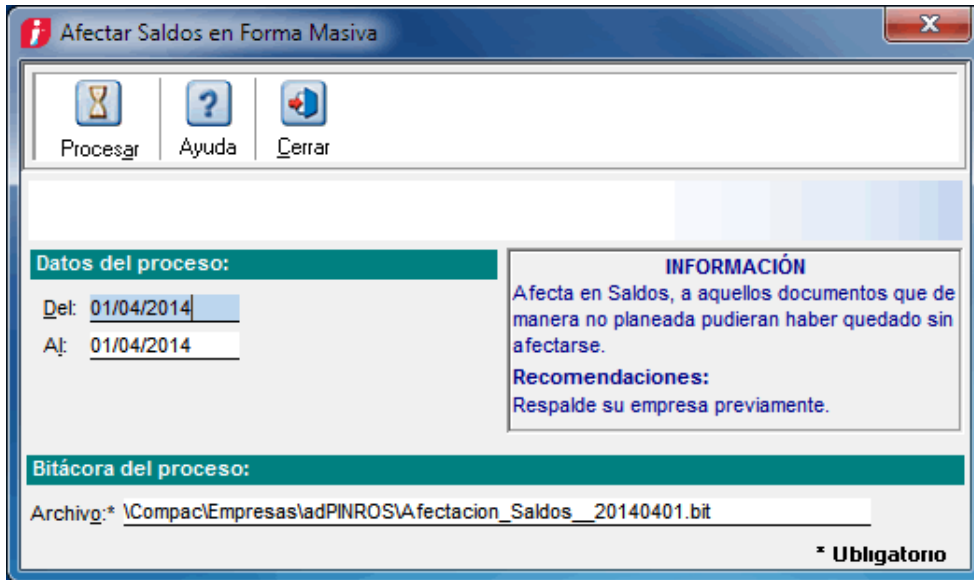 Afectar Saldos en Forma Masiva
Procesar Ayuda Cerrar
Datos del proceso:
Del: 01/04/2014
Al: 01/04/2014
INFORMACIÓN
Afecta en Saldos, a aquellos documentos que de
manera no planeada pudieran haber quedado sin
afectarse.
Recomendaciones:
Respalde su empresa previamente.
Bitácora del proceso:
Archivo:* \Compac\Empresas\adPINROS\Afectacion_Saldos__20140401.bit
* Obligatorio